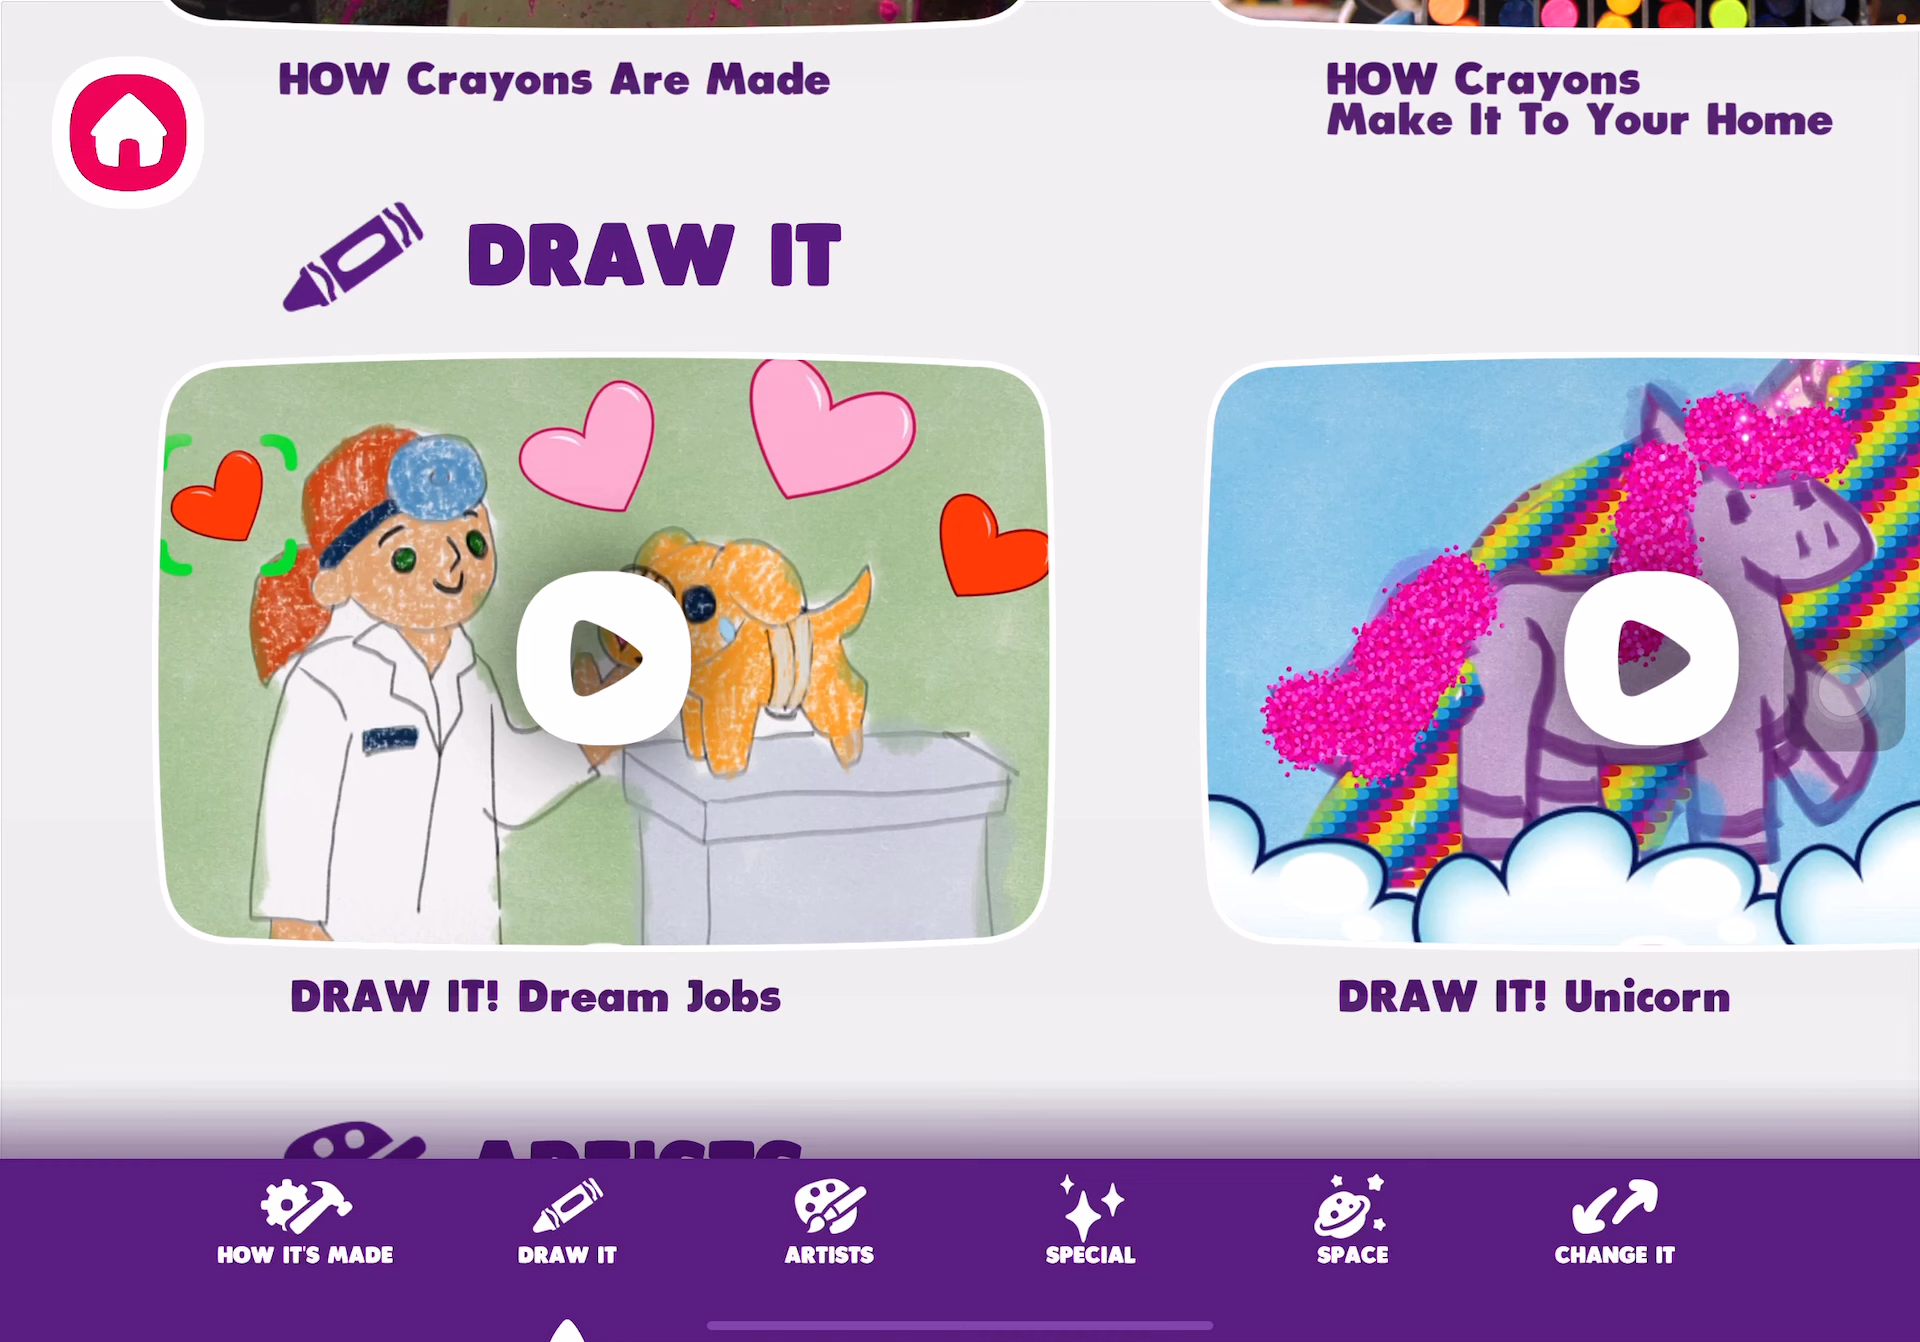 HOW Crayons Are Made
HOW Crayons
Make It To Your Home
DRAW IT
DRAW IT! Dream Jobs
DRAW IT! Unicorn
ARTISTS
HOW IT'S MADE
DRAW IT
ARTISTS
SPECIAL
SPACE
CHANGE IT